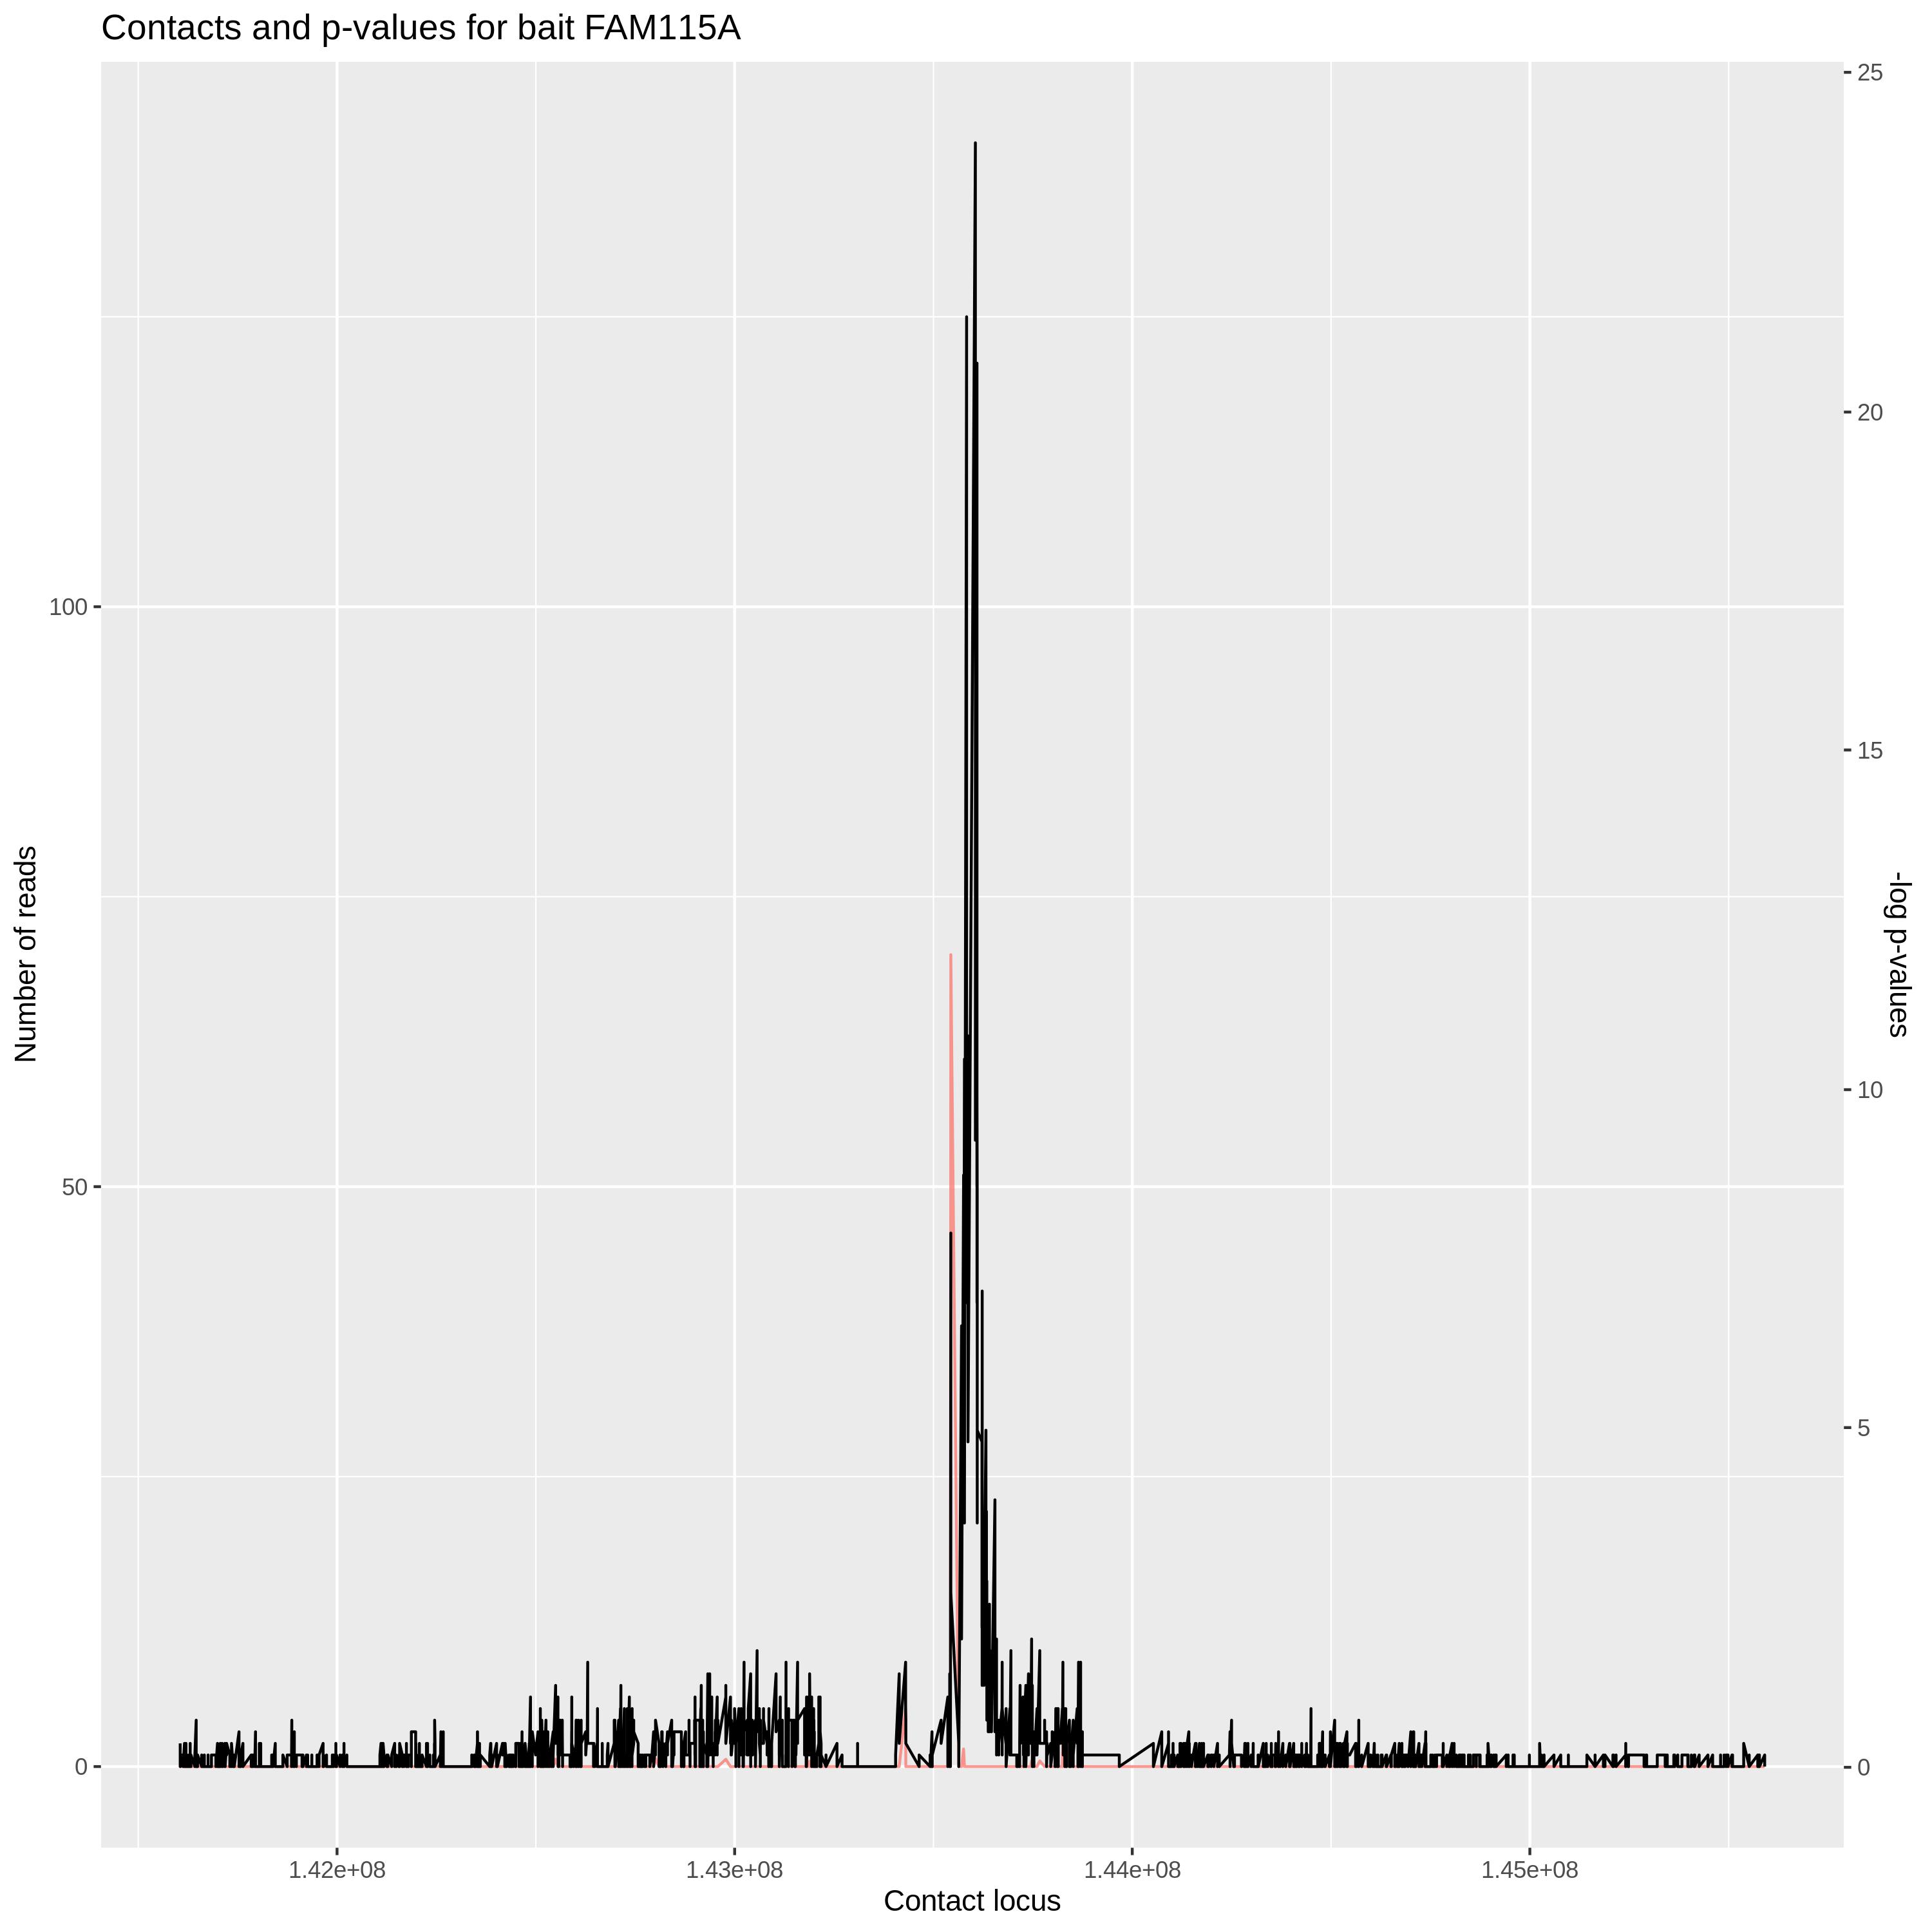 Contacts and p-values for bait FAM115A
25
20
100
15
Number of reads
-log p-values
10
50
5
0
0
1.42e+08
1.43e+08
1.44e+08
1.45e+08
Contact locus